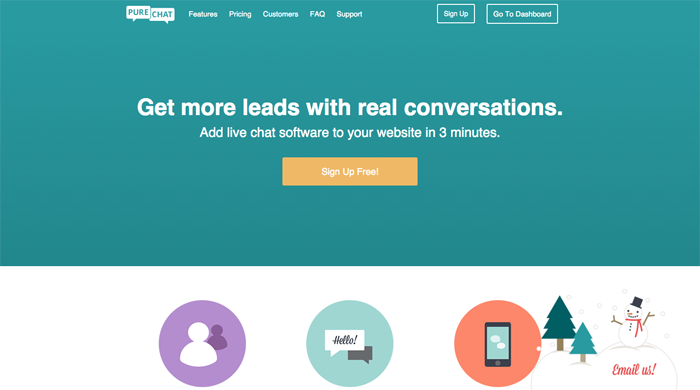 PURE CHAT
Features Pricing Customers FAQ Support
Sign Up
Go To Dashboard
Get more leads with real conversations.
Add live chat software to your website in 3 minutes.
Sign Up Free!
Hello!
Email us!